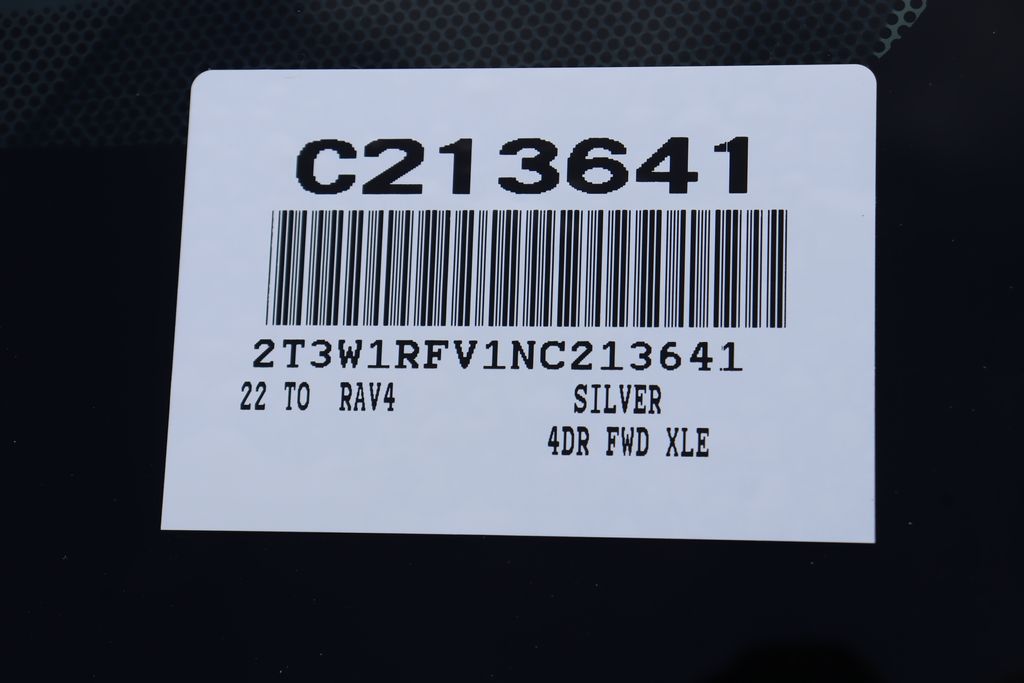 C213641
2T3W1RFV1NC213641
22 TO RAV4 SILVER
4DR FWD XLE